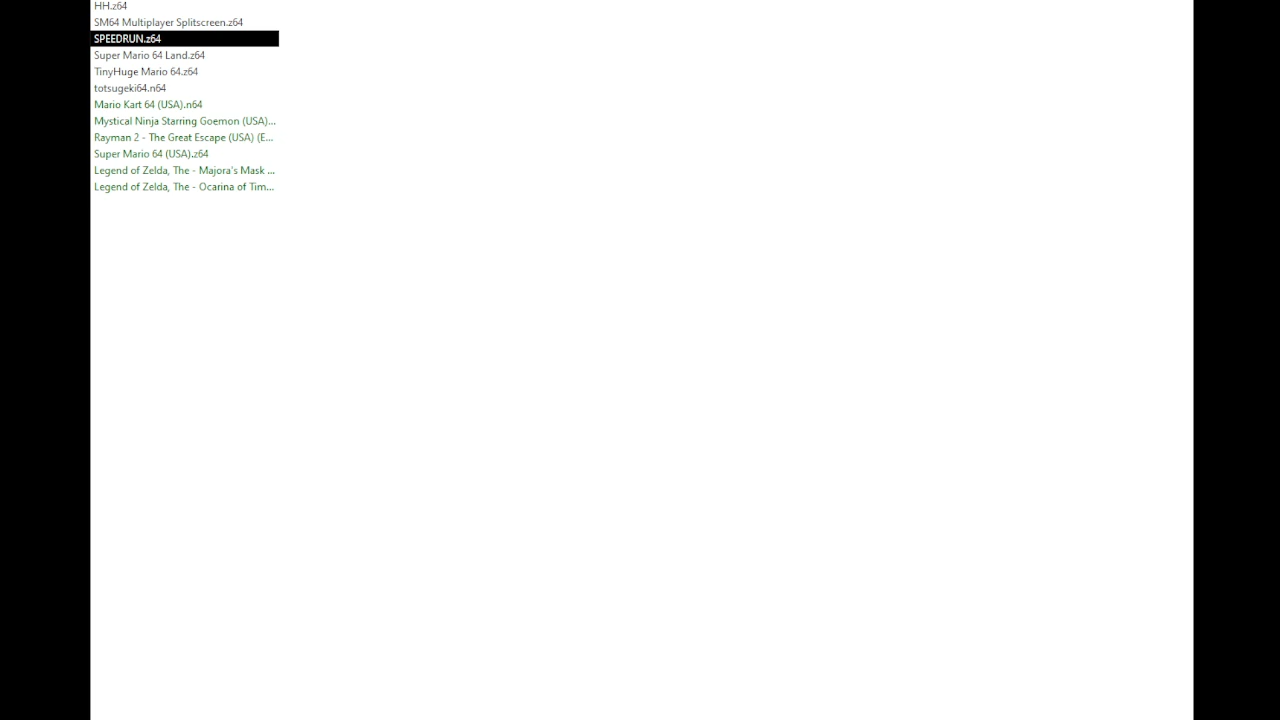 HH.z64
SM64 Multiplayer Splitscreen.z64
SPEEDRUN.z64
Super Mario 64 Land.z64
TinyHuge Mario 64.z64
totsugeki64.n64
Mario Kart 64 (USA).n64
Mystical Ninja Starring Goemon (USA)...
Rayman 2 - The Great Escape (USA) (E...
Super Mario 64 (USA).z64
Legend of Zelda, The - Majora's Mask ...
Legend of Zelda, The - Ocarina of Tim...